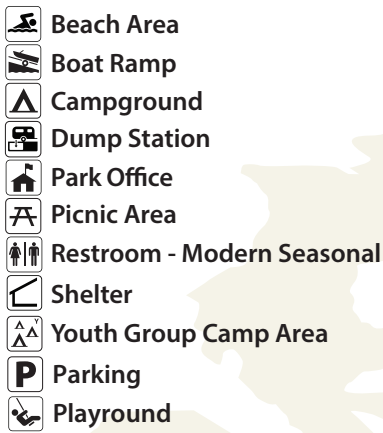 Beach Area
Boat Ramp
Campground
Dump Station
Park Office
Picnic Area
Restroom - Modern Seasonal
Shelter
Youth Group Camp Area
P Parking
Playround